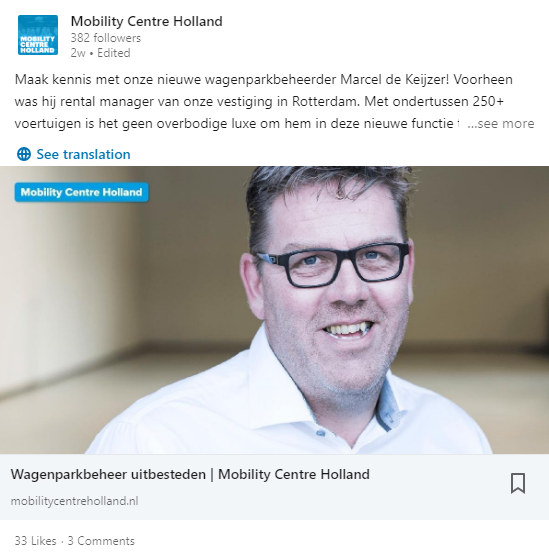 MOBILITY
CENTRE
HOLLAND
Mobility Centre Holland
382 followers
2w • Edited
Maak kennis met onze nieuwe wagenparkbeheerder Marcel de Keijzer! Voorheen
was hij rental manager van onze vestiging in Rotterdam. Met ondertussen 250+
voertuigen is het geen overbodige luxe om hem in deze nieuwe functie ...see more
See translation
Mobility Centre Holland
Wagenparkbeheer uitbesteden | Mobility Centre Holland
mobilitycentreholland.nl
33 Likes · 3 Comments